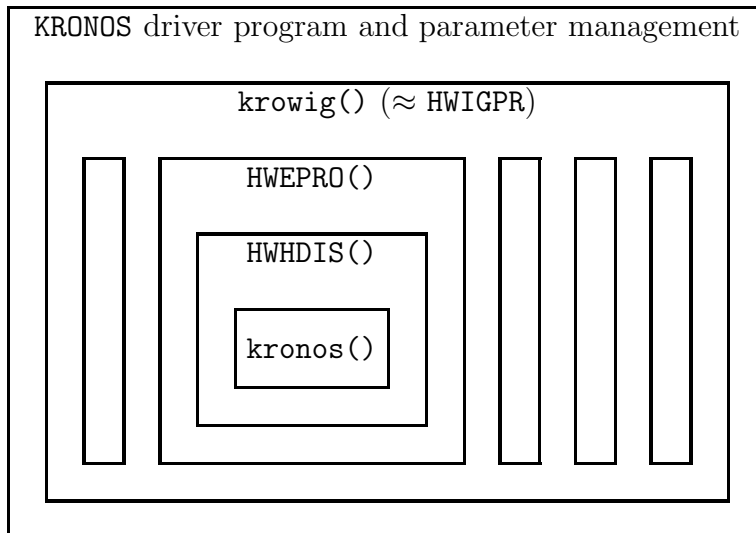 KRONOS driver program and parameter management
krowig() (≈ HWIGPR)
HWEPRO()
HWHDIS()
kronos()